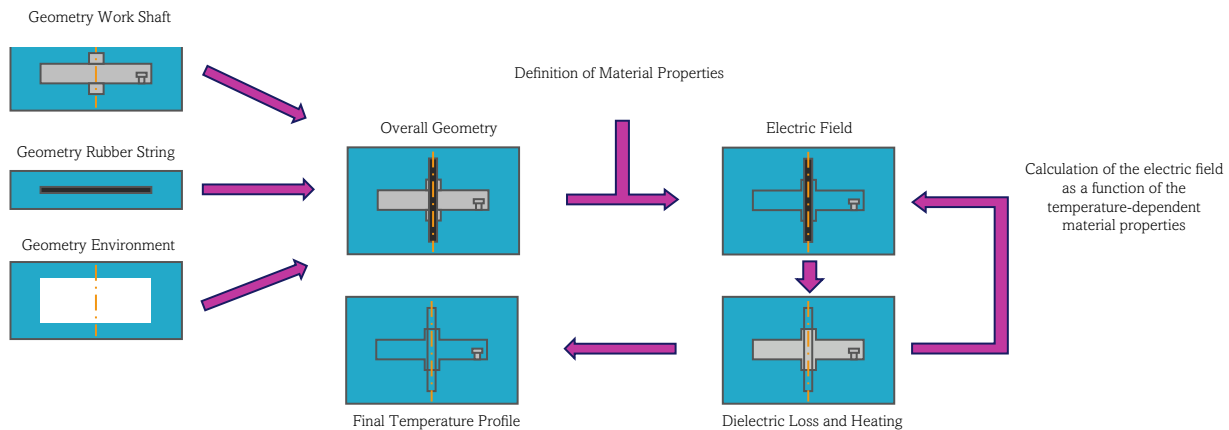 Geometry Work Shaft
Definition of Material Properties
Overall Geometry
Electric Field
Geometry Rubber String
Calculation of the electric field
as a function of the
temperature-dependent
material properties
Geometry Environment
Final Temperature Profile
Dielectric Loss and Heating